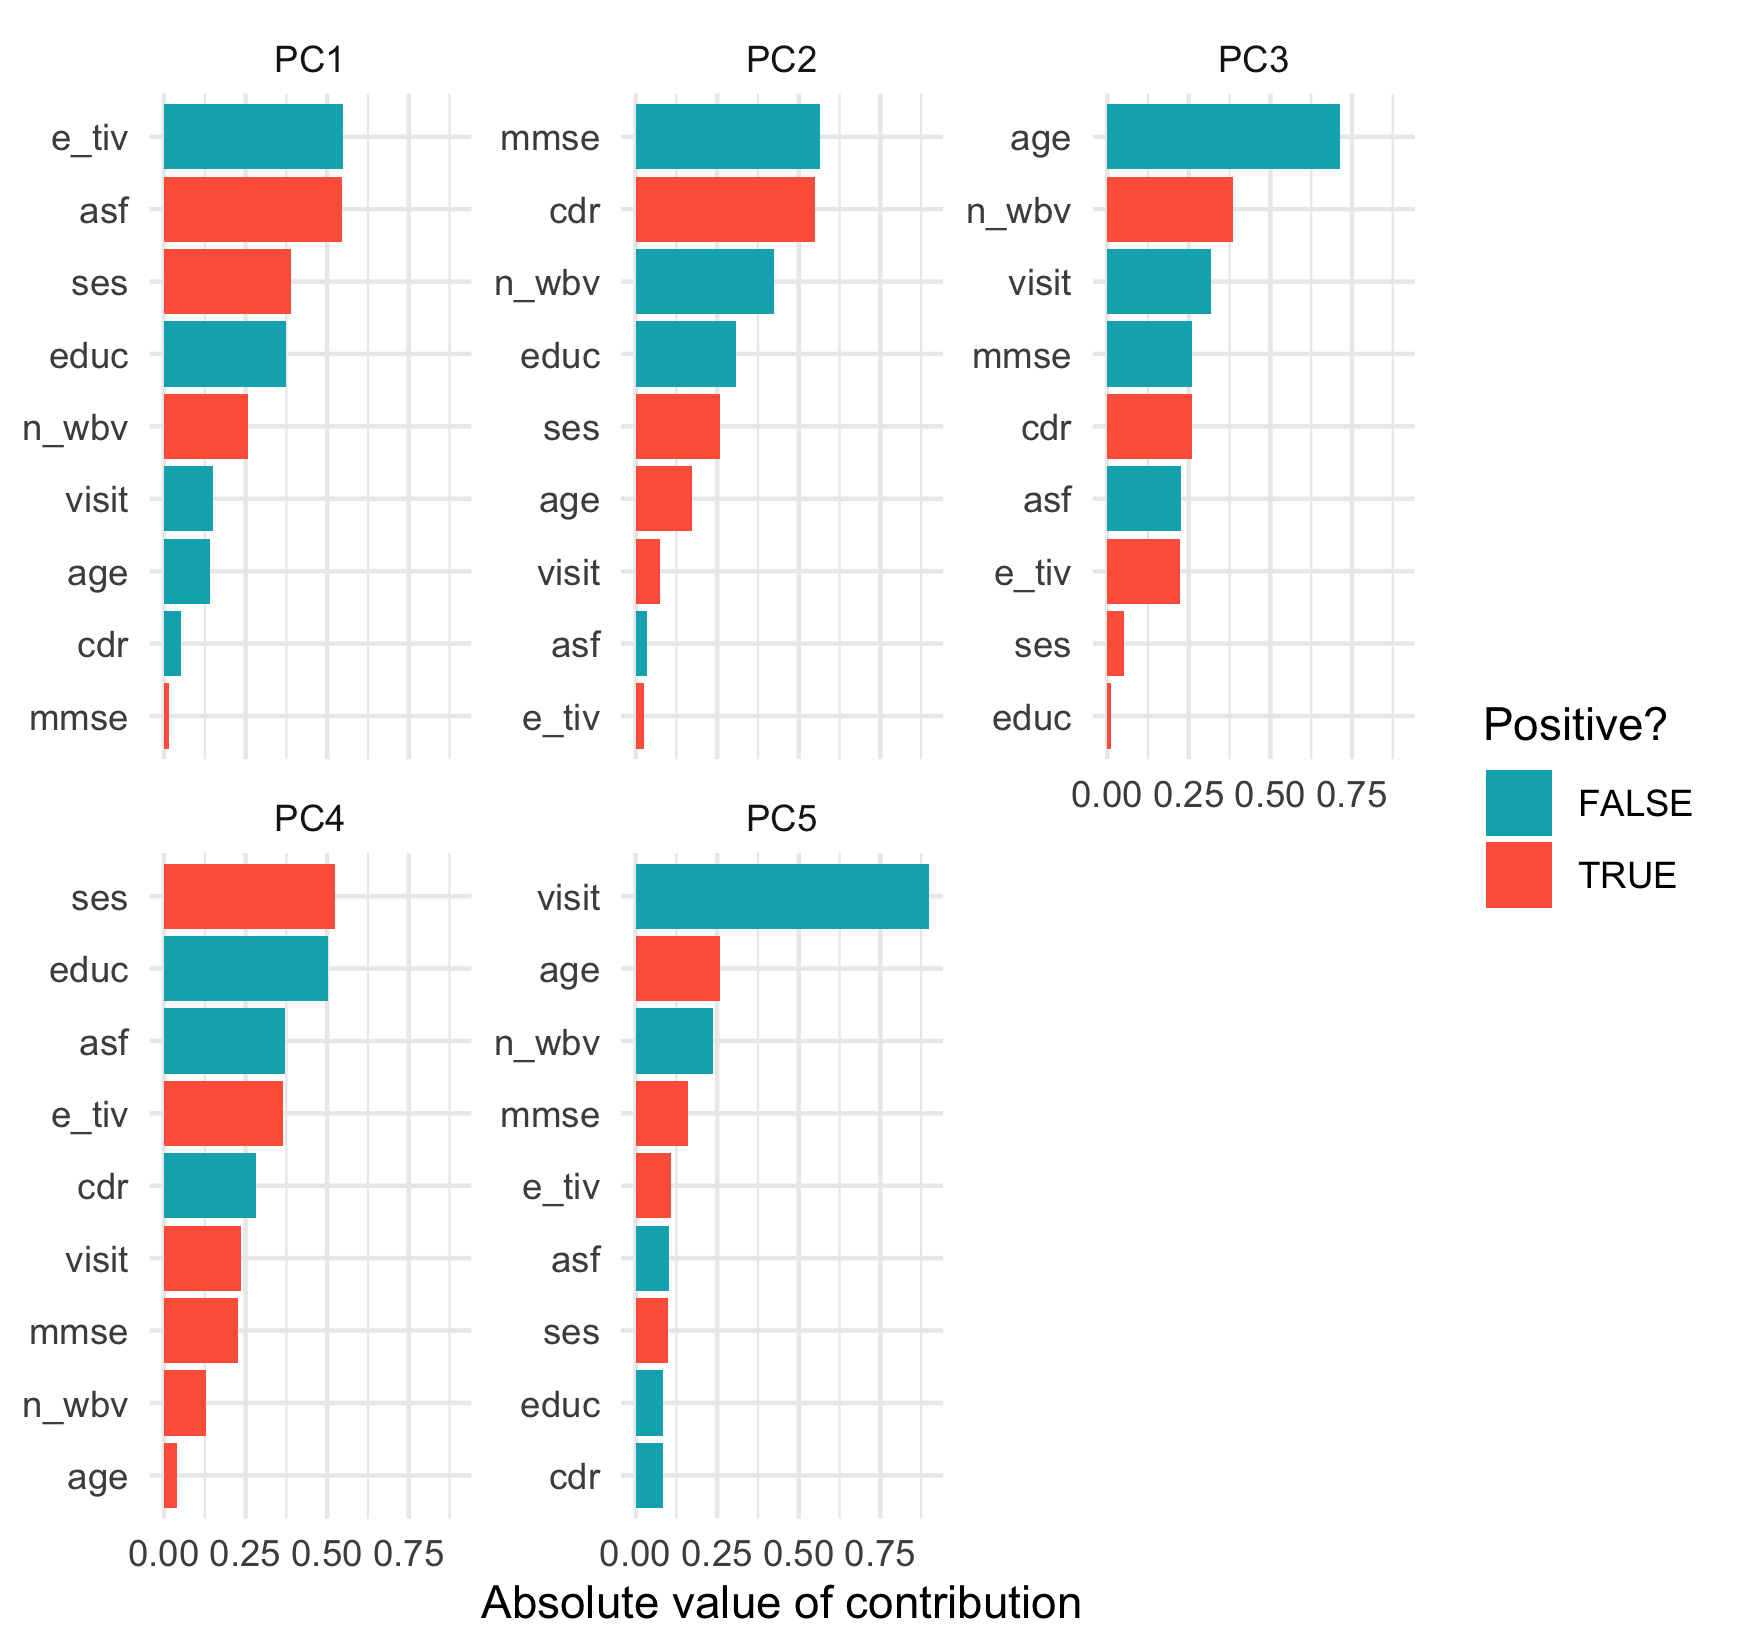 PC1
e_tiv
asf
ses
educ
n_wbv
visit
age
cdr
mmse
PC2
mmse
cdr
n_wbv
educ
ses
age
visit
asf
e_tiv
PC3
age
n_wbv
visit
mmse
cdr
asf
e_tiv
ses
educ
0.00 0.25 0.50 0.75
PC4
ses
educ
asf
e_tiv
cdr
visit
mmse
n_wbv
age
0.00 0.25 0.50 0.75
PC5
visit
age
n_wbv
mmse
e_tiv
asf
ses
educ
cdr
0.00 0.25 0.50 0.75
Absolute value of contribution
Positive?
FALSE
TRUE